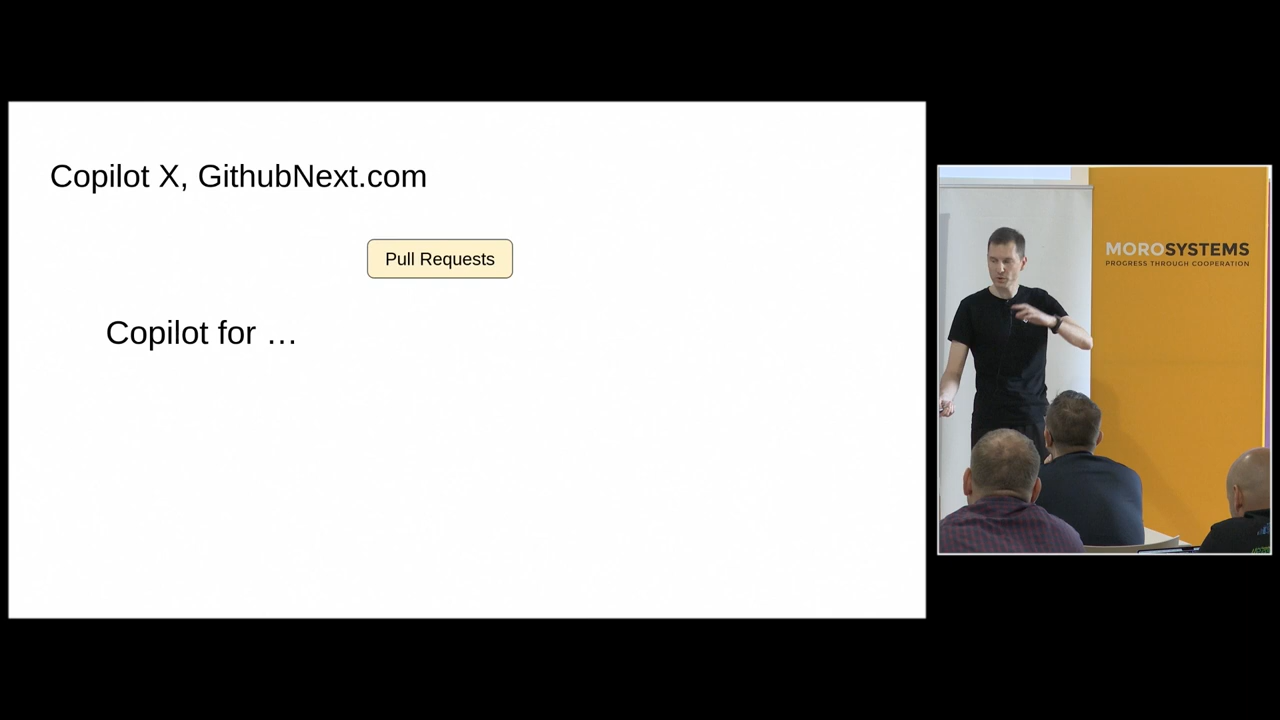 Copilot X, GithubNext.com
Pull Requests
Copilot for …
MOROSYSTEMS
PROGRESS THROUGH COOPERATION